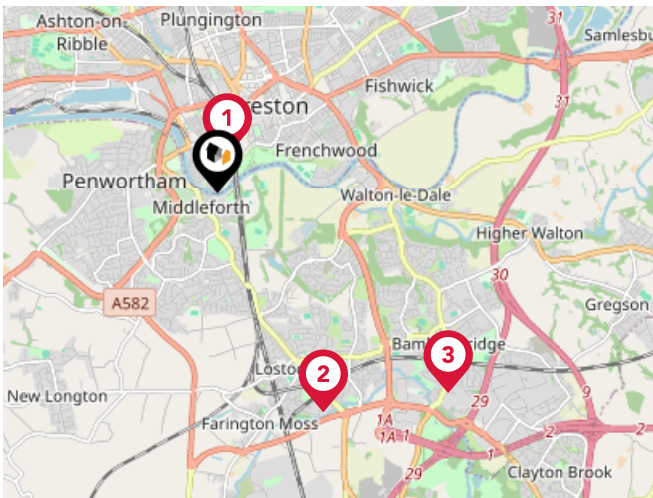 Ashton-on-
Ribble
Plungington
31
Samlesbu
Fishwick
31
1
eston
Frenchwood
Penwortham
Middleforth
Walton-le-Dale
Higher Walton
30
A582
Gregson
Bam
ridge
3
Losto
2
New Longton
29
9
Farington Moss
1A
1A
1
2
2
1
29
Clayton Brook